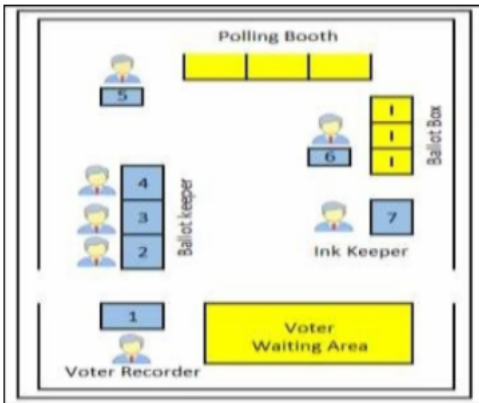 Polling Booth
5
I
I
I
Ballot Box
6
4
3
2
Ballot keeper
7
Ink Keeper
1
Voter Recorder
Voter
Waiting Area